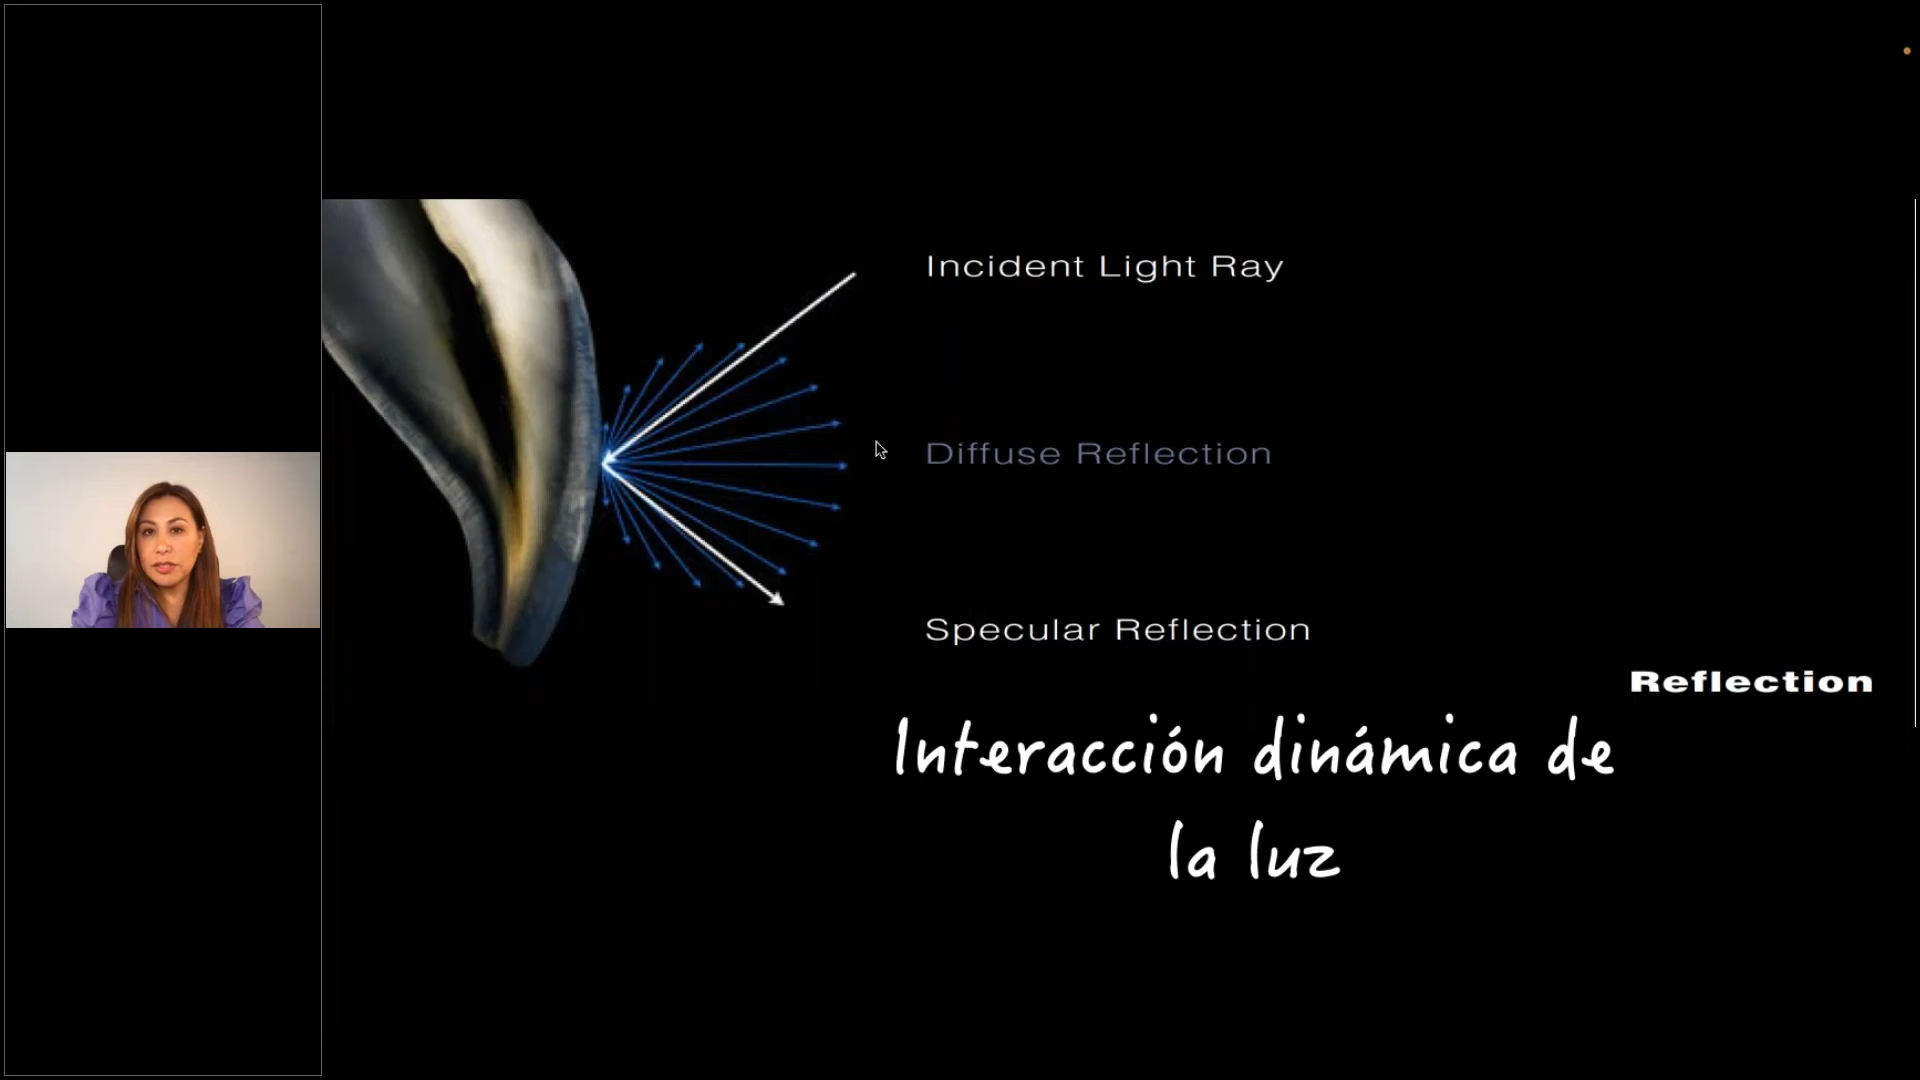 Incident Light Ray
Diffuse Reflection
Specular Reflection
Reflection
Interacción dinámica de
la luz